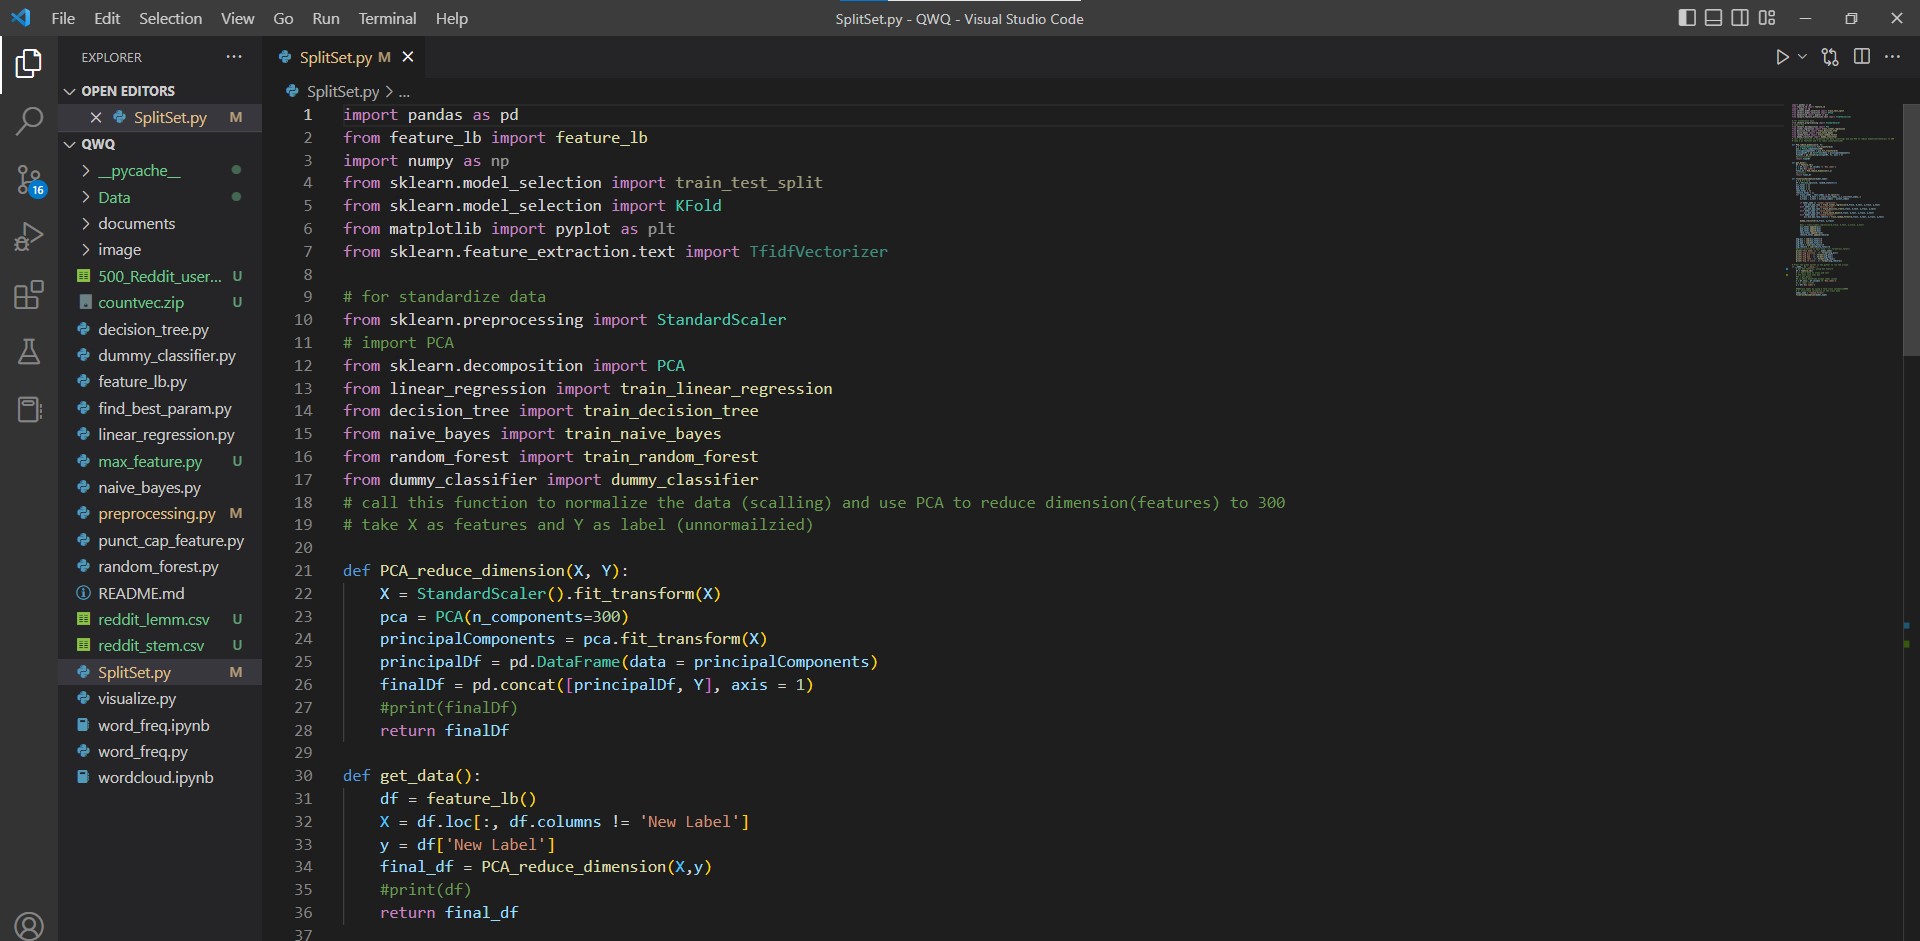 File Edit Selection View Go Run Terminal Help
SplitSet.py - QWQ - Visual Studio Code
EXPLORER
OPEN EDITORS
SplitSet.py M
QWQ
__pycache__
Data
documents
image
500_Reddit_user... U
countvec.zip U
decision_tree.py
dummy_classifier.py
feature_lb.py
find_best_param.py
linear_regression.py
max_feature.py U
naive_bayes.py
preprocessing.py M
punct_cap_feature.py
random_forest.py
README.md
reddit_lemm.csv U
reddit_stem.csv U
SplitSet.py M
visualize.py
word_freq.ipynb
word_freq.py
wordcloud.ipynb
16
SplitSet.py M
SplitSet.py > ...
1 import pandas as pd
2 from feature_lb import feature_lb
3 import numpy as np
4 from sklearn.model_selection import train_test_split
5 from sklearn.model_selection import KFold
6 from matplotlib import pyplot as plt
7 from sklearn.feature_extraction.text import TfidfVectorizer
8
9 # for standardize data
10 from sklearn.preprocessing import StandardScaler
11 # import PCA
12 from sklearn.decomposition import PCA
13 from linear_regression import train_linear_regression
14 from decision_tree import train_decision_tree
15 from naive_bayes import train_naive_bayes
16 from random_forest import train_random_forest
17 from dummy_classifier import dummy_classifier
18 # call this function to normalize the data (scalling) and use PCA to reduce dimension(features) to 300
19 # take X as features and Y as label (unnormailzied)
20
21 def PCA_reduce_dimension(X, Y):
22     X = StandardScaler().fit_transform(X)
23     pca = PCA(n_components=300)
24     principalComponents = pca.fit_transform(X)
25     principalDf = pd.DataFrame(data = principalComponents)
26     finalDf = pd.concat([principalDf, Y], axis = 1)
27     #print(finalDf)
28     return finalDf
29
30 def get_data():
31     df = feature_lb()
32     X = df.loc[:, df.columns != 'New Label']
33     y = df['New Label']
34     final_df = PCA_reduce_dimension(X,y)
35     #print(df)
36     return final_df
37